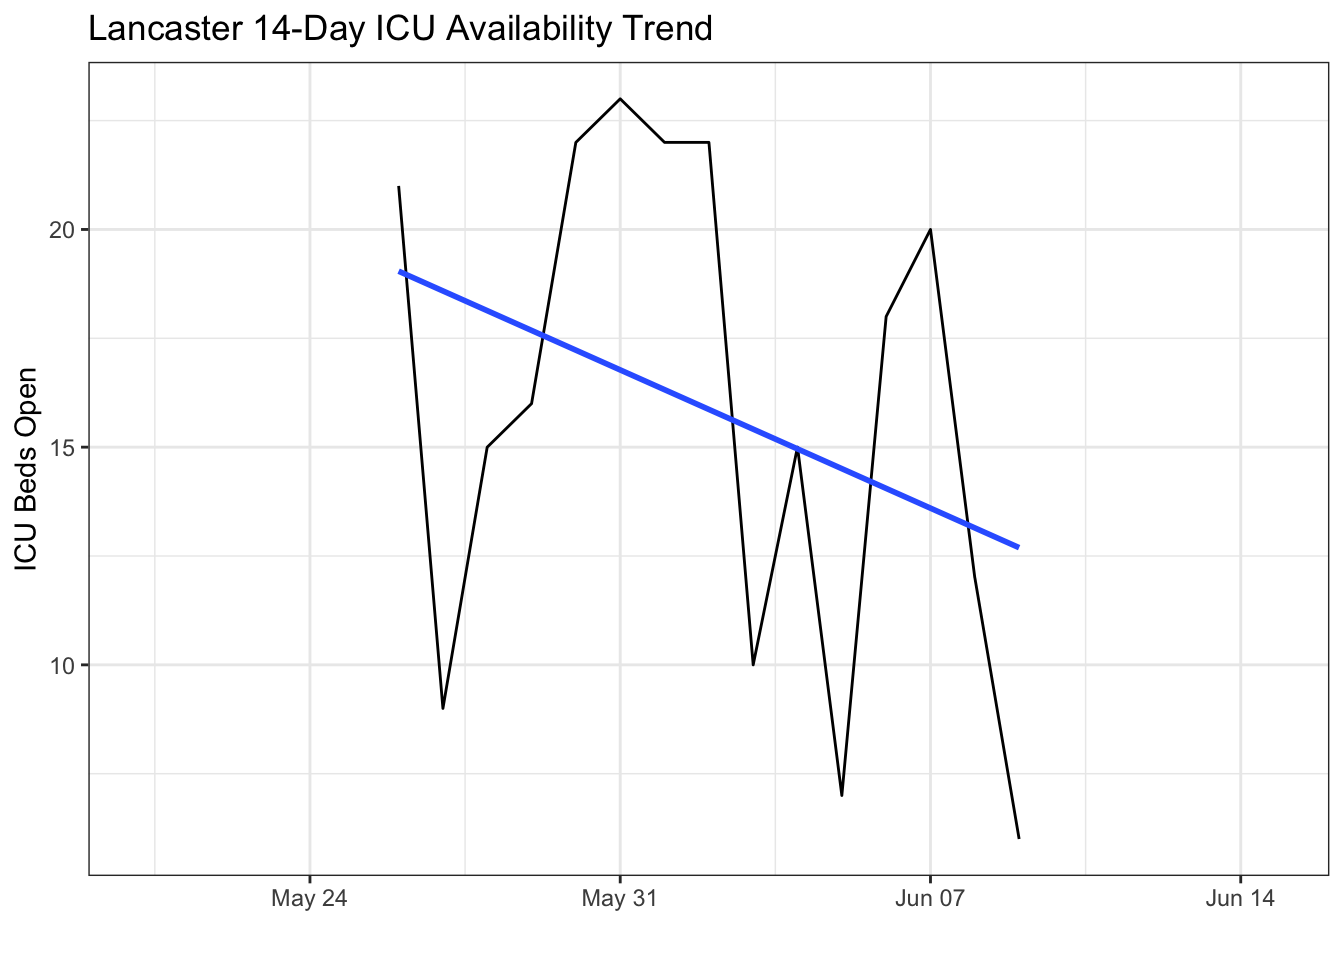 Lancaster 14-Day ICU Availability Trend
ICU Beds Open
20
15
10
May 24
May 31
Jun 07
Jun 14